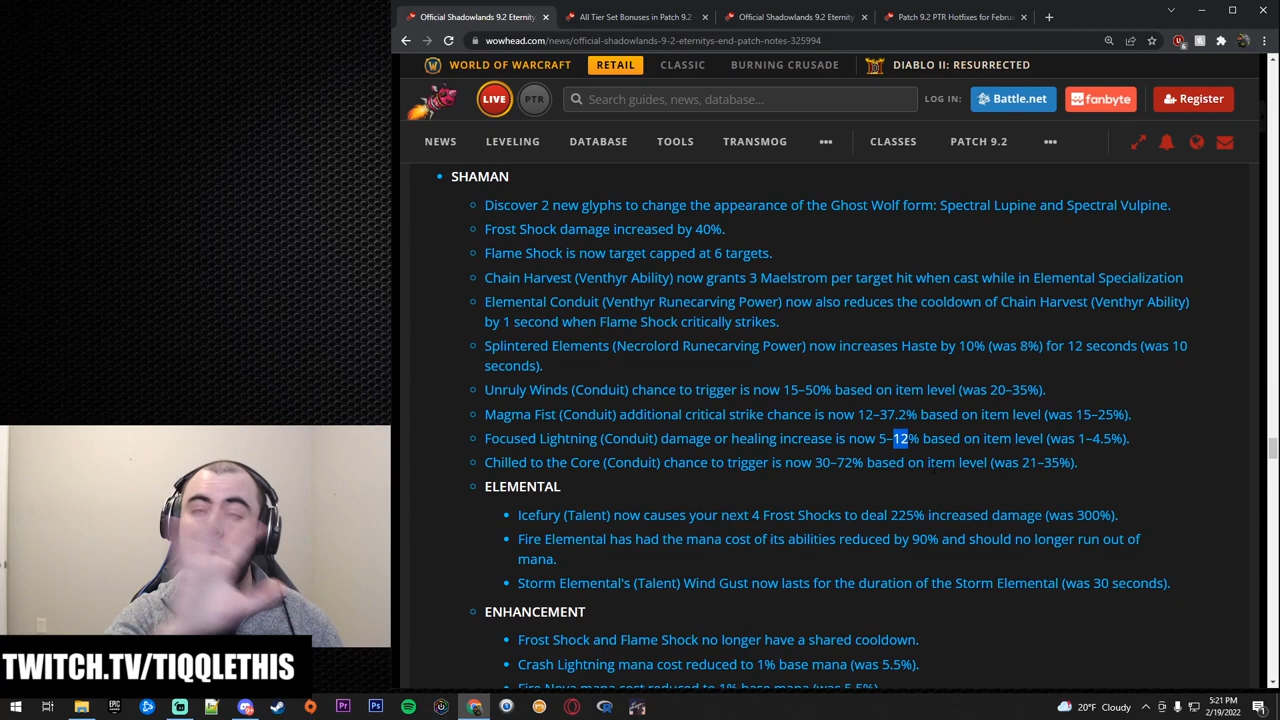 Official Shadowlands 9.2 Eternity
All Tier Set Bonuses in Patch 9.2
Official Shadowlands 9.2 Eternity
Patch 9.2 PTR Hotfixes for Februa
wowhead.com/news/official-shadowlands-9-2-eternitys-end-patch-notes-325994
WORLD OF WARCRAFT
RETAIL
CLASSIC
BURNING CRUSADE
DIABLO II: RESURRECTED
LIVE
PTR
Search guides, news, database...
LOG IN:
Battle.net
fanbyte
Register
NEWS
LEVELING
DATABASE
TOOLS
TRANSMOG
CLASSES
PATCH 9.2
SHAMAN
Discover 2 new glyphs to change the appearance of the Ghost Wolf form: Spectral Lupine and Spectral Vulpine.
Frost Shock damage increased by 40%.
Flame Shock is now target capped at 6 targets.
Chain Harvest (Venthyr Ability) now grants 3 Maelstrom per target hit when cast while in Elemental Specialization
Elemental Conduit (Venthyr Runecarving Power) now also reduces the cooldown of Chain Harvest (Venthyr Ability)
by 1 second when Flame Shock critically strikes.
Splintered Elements (Necrolord Runecarving Power) now increases Haste by 10% (was 8%) for 12 seconds (was 10
seconds).
Unruly Winds (Conduit) chance to trigger is now 15–50% based on item level (was 20–35%).
Magma Fist (Conduit) additional critical strike chance is now 12–37.2% based on item level (was 15–25%).
Focused Lightning (Conduit) damage or healing increase is now 5–12% based on item level (was 1–4.5%).
Chilled to the Core (Conduit) chance to trigger is now 30–72% based on item level (was 21–35%).
ELEMENTAL
Icefury (Talent) now causes your next 4 Frost Shocks to deal 225% increased damage (was 300%).
Fire Elemental has had the mana cost of its abilities reduced by 90% and should no longer run out of
mana.
Storm Elemental's (Talent) Wind Gust now lasts for the duration of the Storm Elemental (was 30 seconds).
ENHANCEMENT
Frost Shock and Flame Shock no longer have a shared cooldown.
Crash Lightning mana cost reduced to 1% base mana (was 5.5%).
Fire Nova mana cost reduced to 1% base mana (was 5.5%)
TWITCH.TV/TIQQLETHIS
20°F Cloudy
5:21 PM
2/19/2022